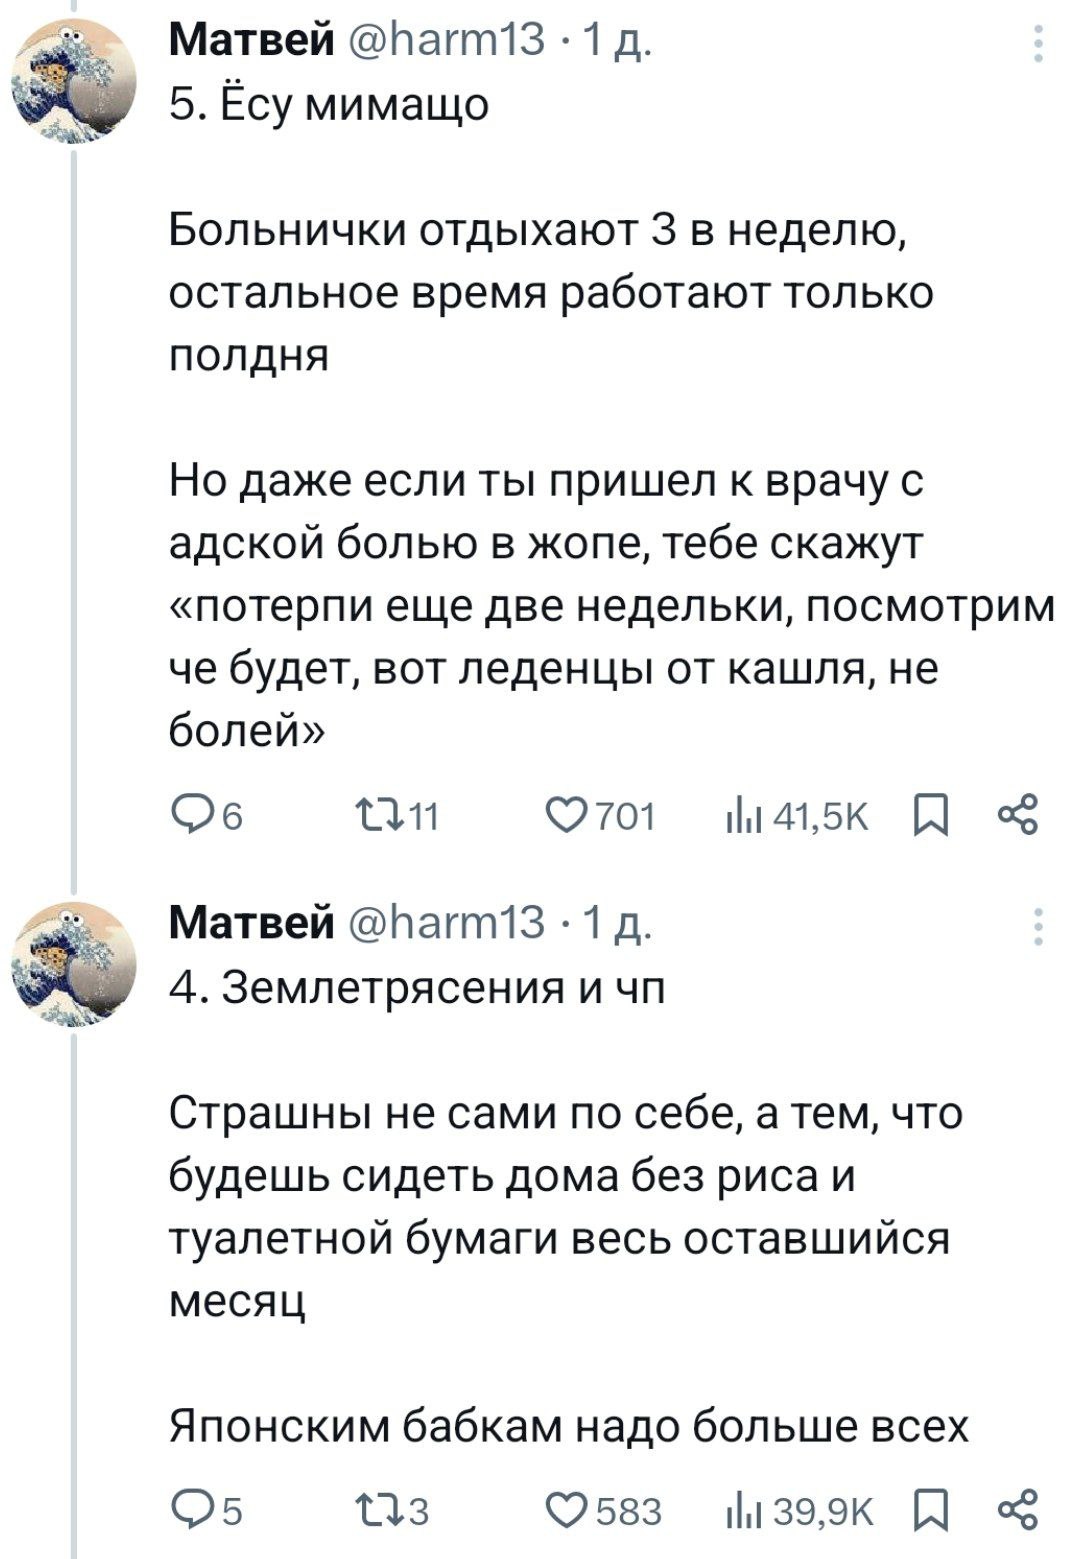 Матвей @harm13 · 1 д.
5. Ёсу мимащо
Больнички отдыхают 3 в неделю,
остальное время работают только
полдня
Но даже если ты пришел к врачу с
адской болью в жопе, тебе скажут
«потерпи еще две недельки, посмотрим
че будет, вот леденцы от кашля, не
болей»
6 11 701 41,5K
Матвей @harm13 · 1 д.
4. Землетрясения и чп
Страшны не сами по себе, а тем, что
будешь сидеть дома без риса и
туалетной бумаги весь оставшийся
месяц
Японским бабкам надо больше всех
5 3 583 39,9K